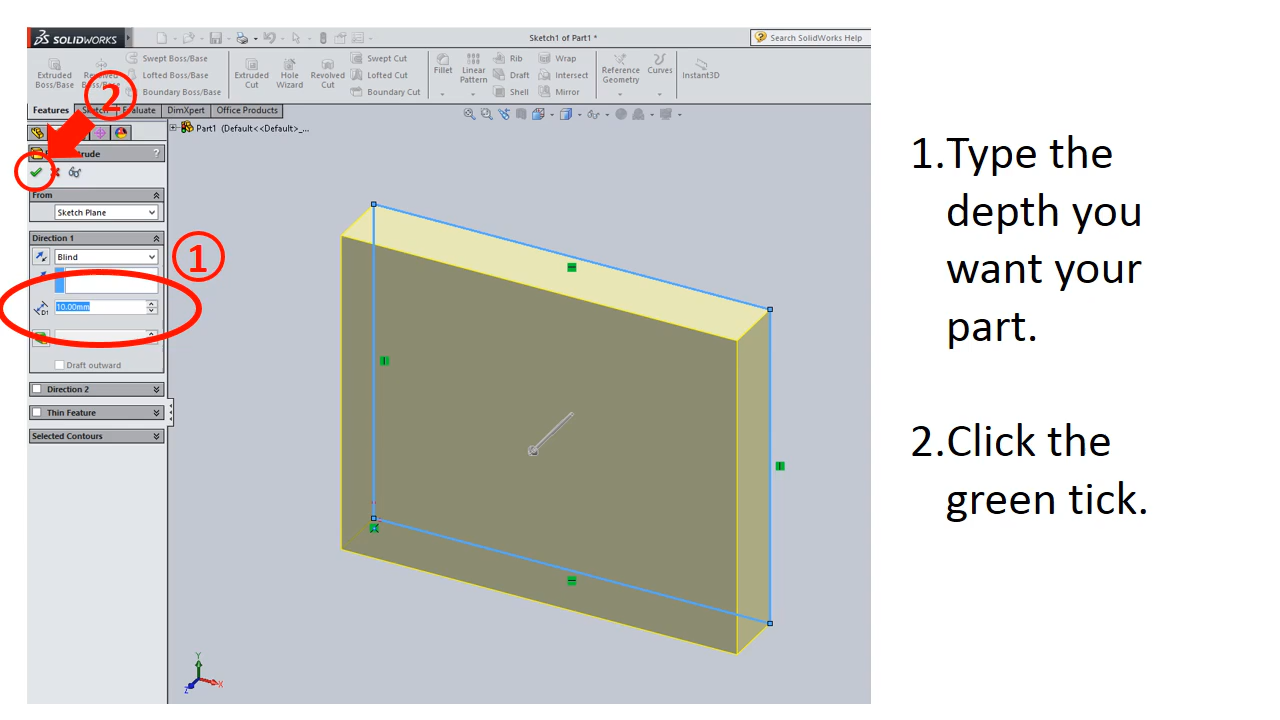 SOLIDWORKS
Sketch1 of Part1 *
Search SolidWorks Help
Extruded Boss/Base
Swept Boss/Base
Lofted Boss/Base
Boundary Boss/Base
Extruded Cut
Hole Wizard
Revolved Cut
Swept Cut
Lofted Cut
Boundary Cut
Fillet
Linear Pattern
Rib
Draft
Shell
Wrap
Intersect
Mirror
Reference Geometry
Curves
Instant3D
Features
Evaluate
DimXpert
Office Products
Part1 (Default<<Default>_...
2
?
From
Sketch Plane
Direction 1
Blind
1
D1
10.00mm
Draft outward
Direction 2
Thin Feature
Selected Contours
Y
Z
X
1.Type the
depth you
want your
part.
2.Click the
green tick.